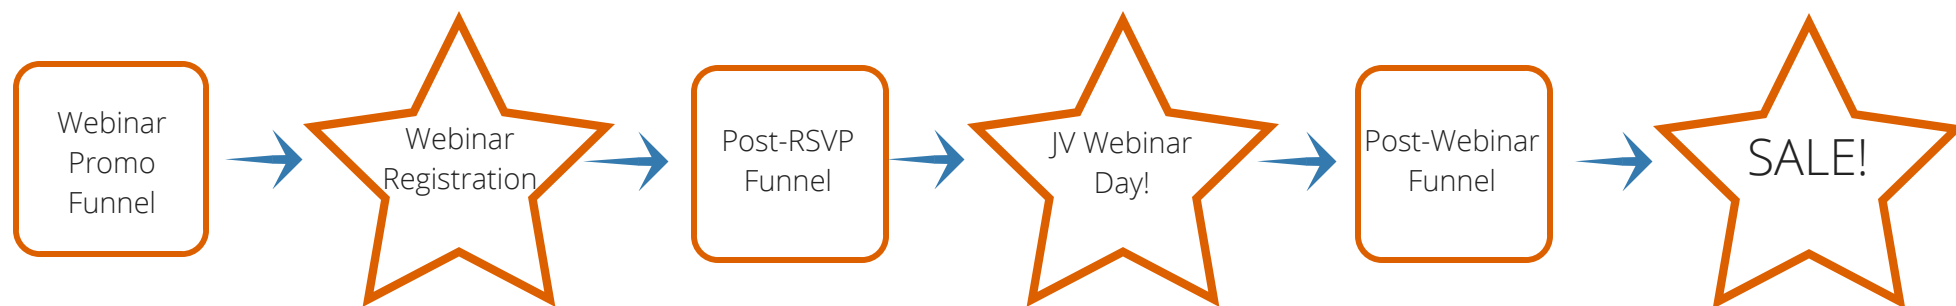 Webinar
Promo
Funnel
Webinar
Registration
Post-RSVP
Funnel
JV Webinar
Day!
Post-Webinar
Funnel
SALE!